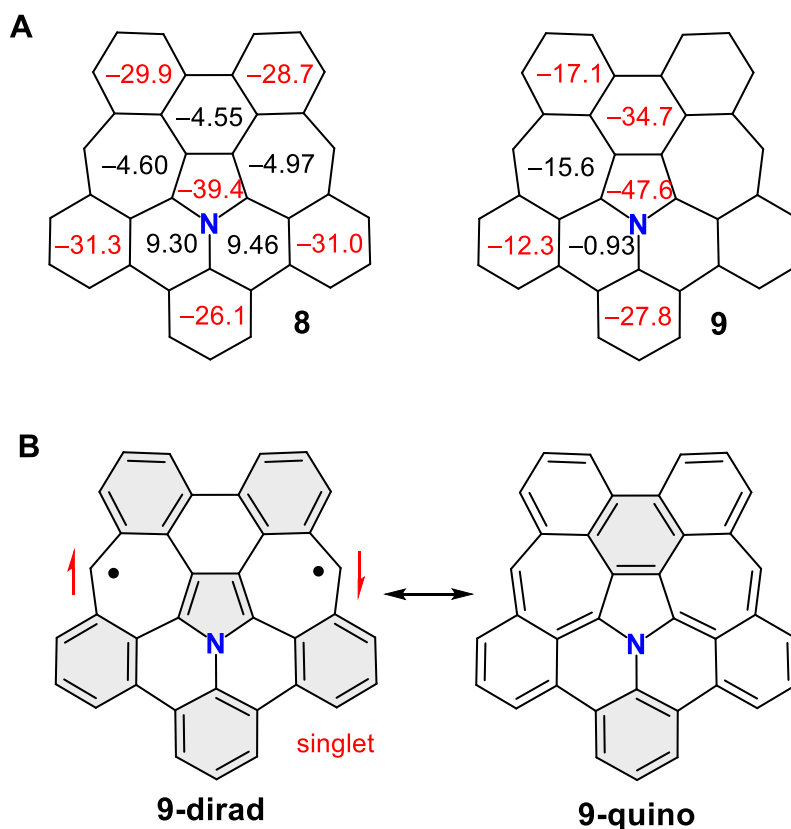 A
−29.9 −28.7 −17.1
−4.55 −34.7
−4.60 −4.97 −15.6
−39.4 −47.6
N N
−31.3 9.30 9.46 −31.0 −12.3 −0.93
−26.1 −27.8
8 9
B
N N
singlet
9-dirad 9-quino